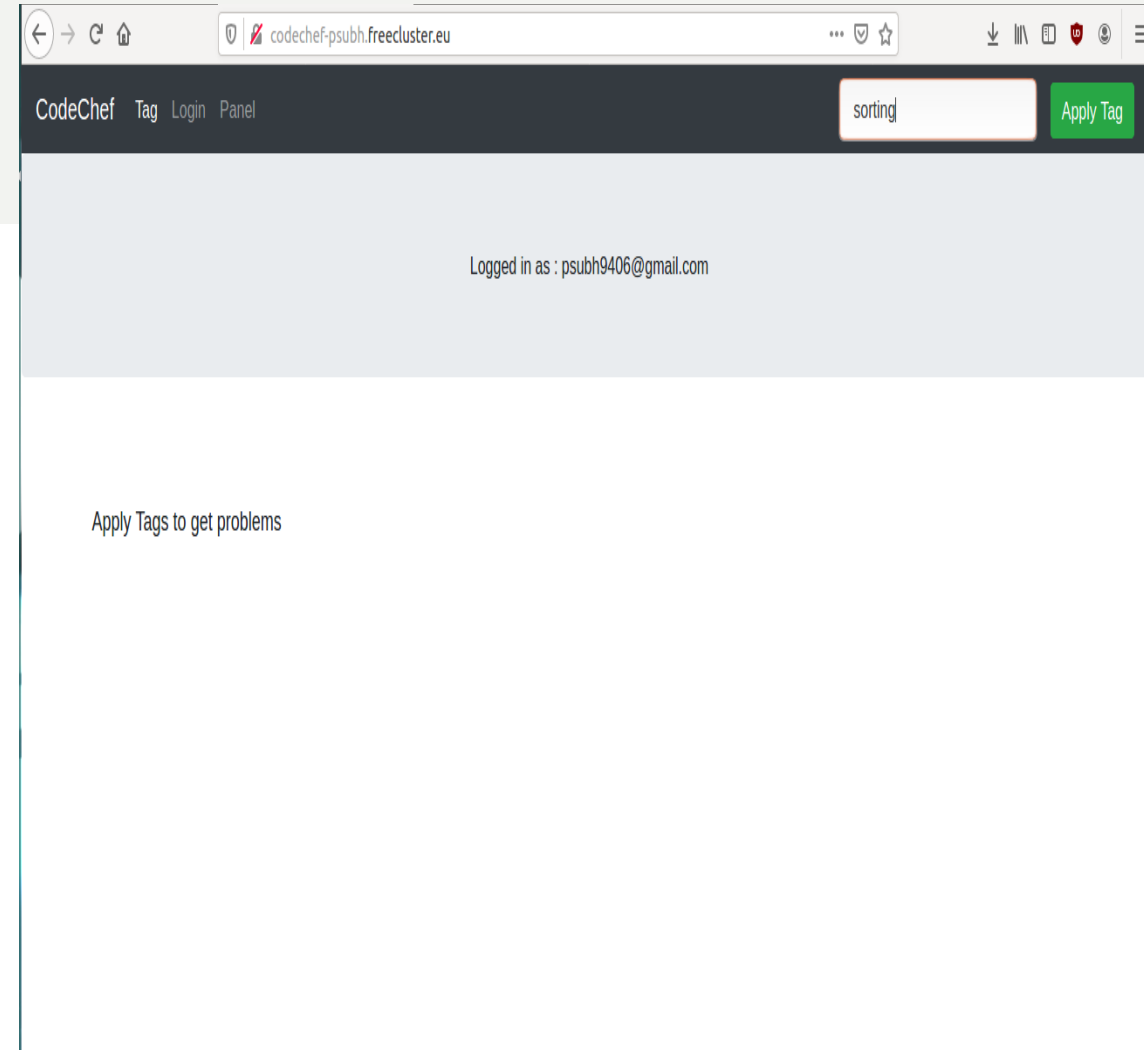 codechef-psubh.freecluster.eu
CodeChef Tag Login Panel sorting Apply Tag
Logged in as : psubh9406@gmail.com
Apply Tags to get problems